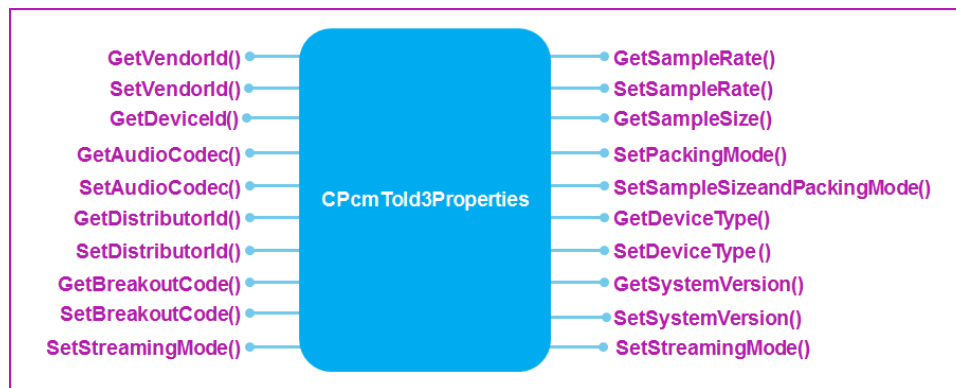 GetVendorId()
SetVendorId()
GetDeviceId()
GetAudioCodec()
SetAudioCodec()
GetDistributorId()
SetDistributorId()
GetBreakoutCode()
SetBreakoutCode()
SetStreamingMode()
CPcmTold3Properties
GetSampleRate()
SetSampleRate()
GetSampleSize()
SetPackingMode()
SetSampleSizeandPackingMode()
GetDeviceType()
SetDeviceType()
GetSystemVersion()
SetSystemVersion()
SetStreamingMode()